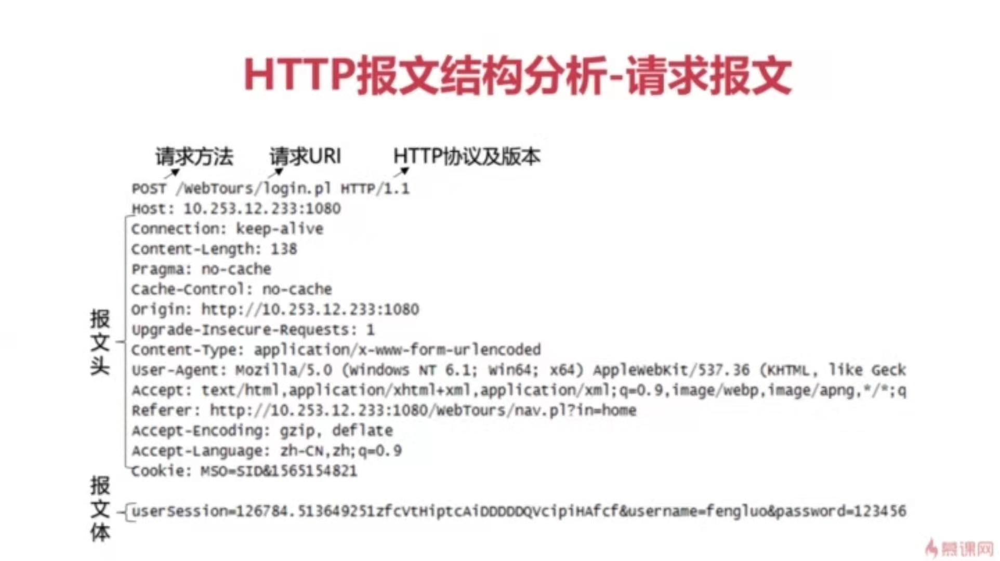 HTTP报文结构分析-请求报文
请求方法 请求URI HTTP协议及版本
POST /WebTours/login.pl HTTP/1.1
Host: 10.253.12.233:1080
Connection: keep-alive
Content-Length: 138
Pragma: no-cache
Cache-Control: no-cache
Origin: http://10.253.12.233:1080
Upgrade-Insecure-Requests: 1
Content-Type: application/x-www-form-urlencoded
User-Agent: Mozilla/5.0 (Windows NT 6.1; Win64; x64) AppleWebKit/537.36 (KHTML, like Geck
Accept: text/html,application/xhtml+xml,application/xml;q=0.9,image/webp,image/apng,*/*;q
Referer: http://10.253.12.233:1080/WebTours/nav.pl?in=home
Accept-Encoding: gzip, deflate
Accept-Language: zh-CN,zh;q=0.9
Cookie: MSO=SID&1565154821
报文头
userSession=126784.513649251zfcVtHiptcAiDDDDDQVcipiHAfcf&username=fengluo&password=123456
报文体
慕课网